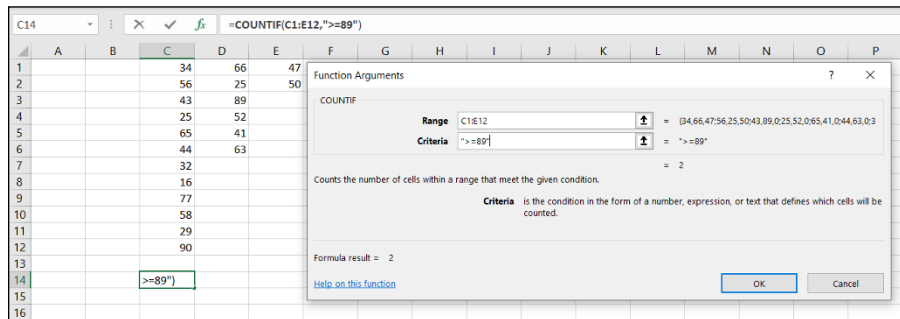 C14 fx =COUNTIF(C1:E12,">=89")
A B C D E F G H I J K L M N O P
1 34 66 47
2 56 25 50
3 43 89
4 25 52
5 65 41
6 44 63
7 32
8 16
9 77
10 58
11 29
12 90
13
14 >=89")
15
16
Function Arguments ? ×
COUNTIF
Range C1:E12 = {34,66,47;56,25,50;43,89,0;25,52,0;65,41,0;44,63,0;3
Criteria ">=89" = ">=89"
= 2
Counts the number of cells within a range that meet the given condition.
Criteria is the condition in the form of a number, expression, or text that defines which cells will be
counted.
Formula result = 2
Help on this function
OK Cancel